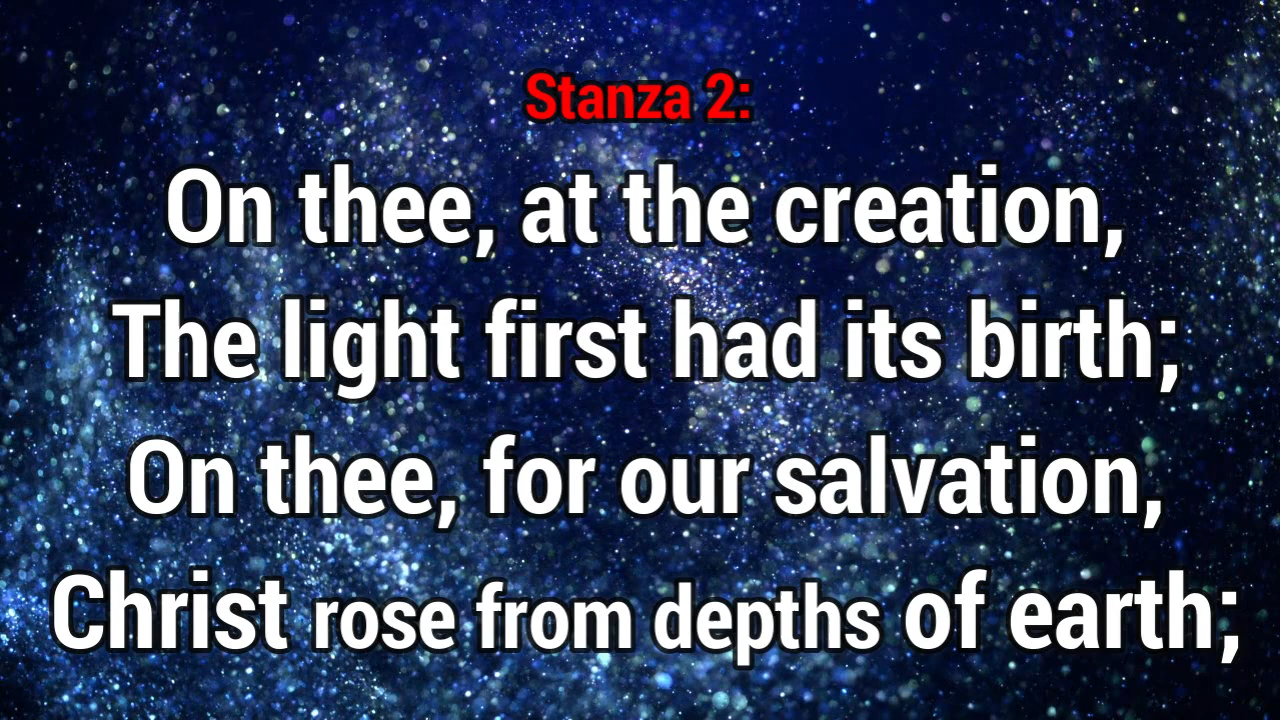 Stanza 2:
On thee, at the creation,
The light first had its birth;
On thee, for our salvation,
Christ rose from depths of earth;